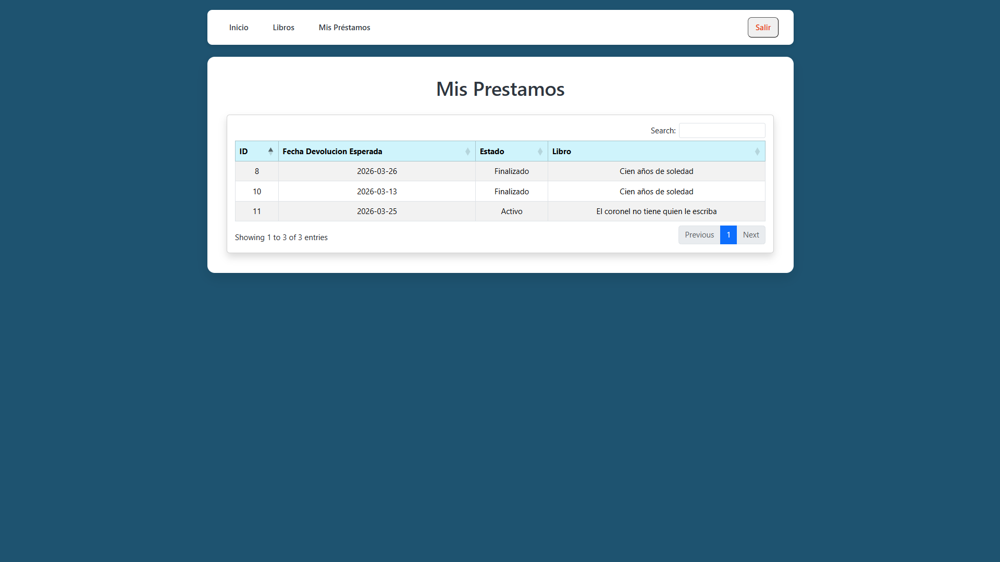 Inicio Libros Mis Préstamos Salir
Mis Prestamos
Search:
ID Fecha Devolucion Esperada Estado Libro
8 2026-03-26 Finalizado Cien años de soledad
10 2026-03-13 Finalizado Cien años de soledad
11 2026-03-25 Activo El coronel no tiene quien le escriba
Showing 1 to 3 of 3 entries Previous 1 Next